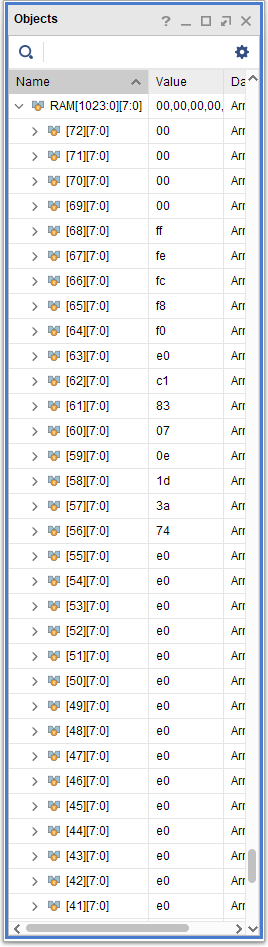 Objects
Name Value Da
RAM[1023:0][7:0] 00,00,00,00, Arr
[72][7:0] 00 Arr
[71][7:0] 00 Arr
[70][7:0] 00 Arr
[69][7:0] 00 Arr
[68][7:0] ff Arr
[67][7:0] fe Arr
[66][7:0] fc Arr
[65][7:0] f8 Arr
[64][7:0] f0 Arr
[63][7:0] e0 Arr
[62][7:0] c1 Arr
[61][7:0] 83 Arr
[60][7:0] 07 Arr
[59][7:0] 0e Arr
[58][7:0] 1d Arr
[57][7:0] 3a Arr
[56][7:0] 74 Arr
[55][7:0] e0 Arr
[54][7:0] e0 Arr
[53][7:0] e0 Arr
[52][7:0] e0 Arr
[51][7:0] e0 Arr
[50][7:0] e0 Arr
[49][7:0] e0 Arr
[48][7:0] e0 Arr
[47][7:0] e0 Arr
[46][7:0] e0 Arr
[45][7:0] e0 Arr
[44][7:0] e0 Arr
[43][7:0] e0 Arr
[42][7:0] e0 Arr
[41][7:0] e0 Arr